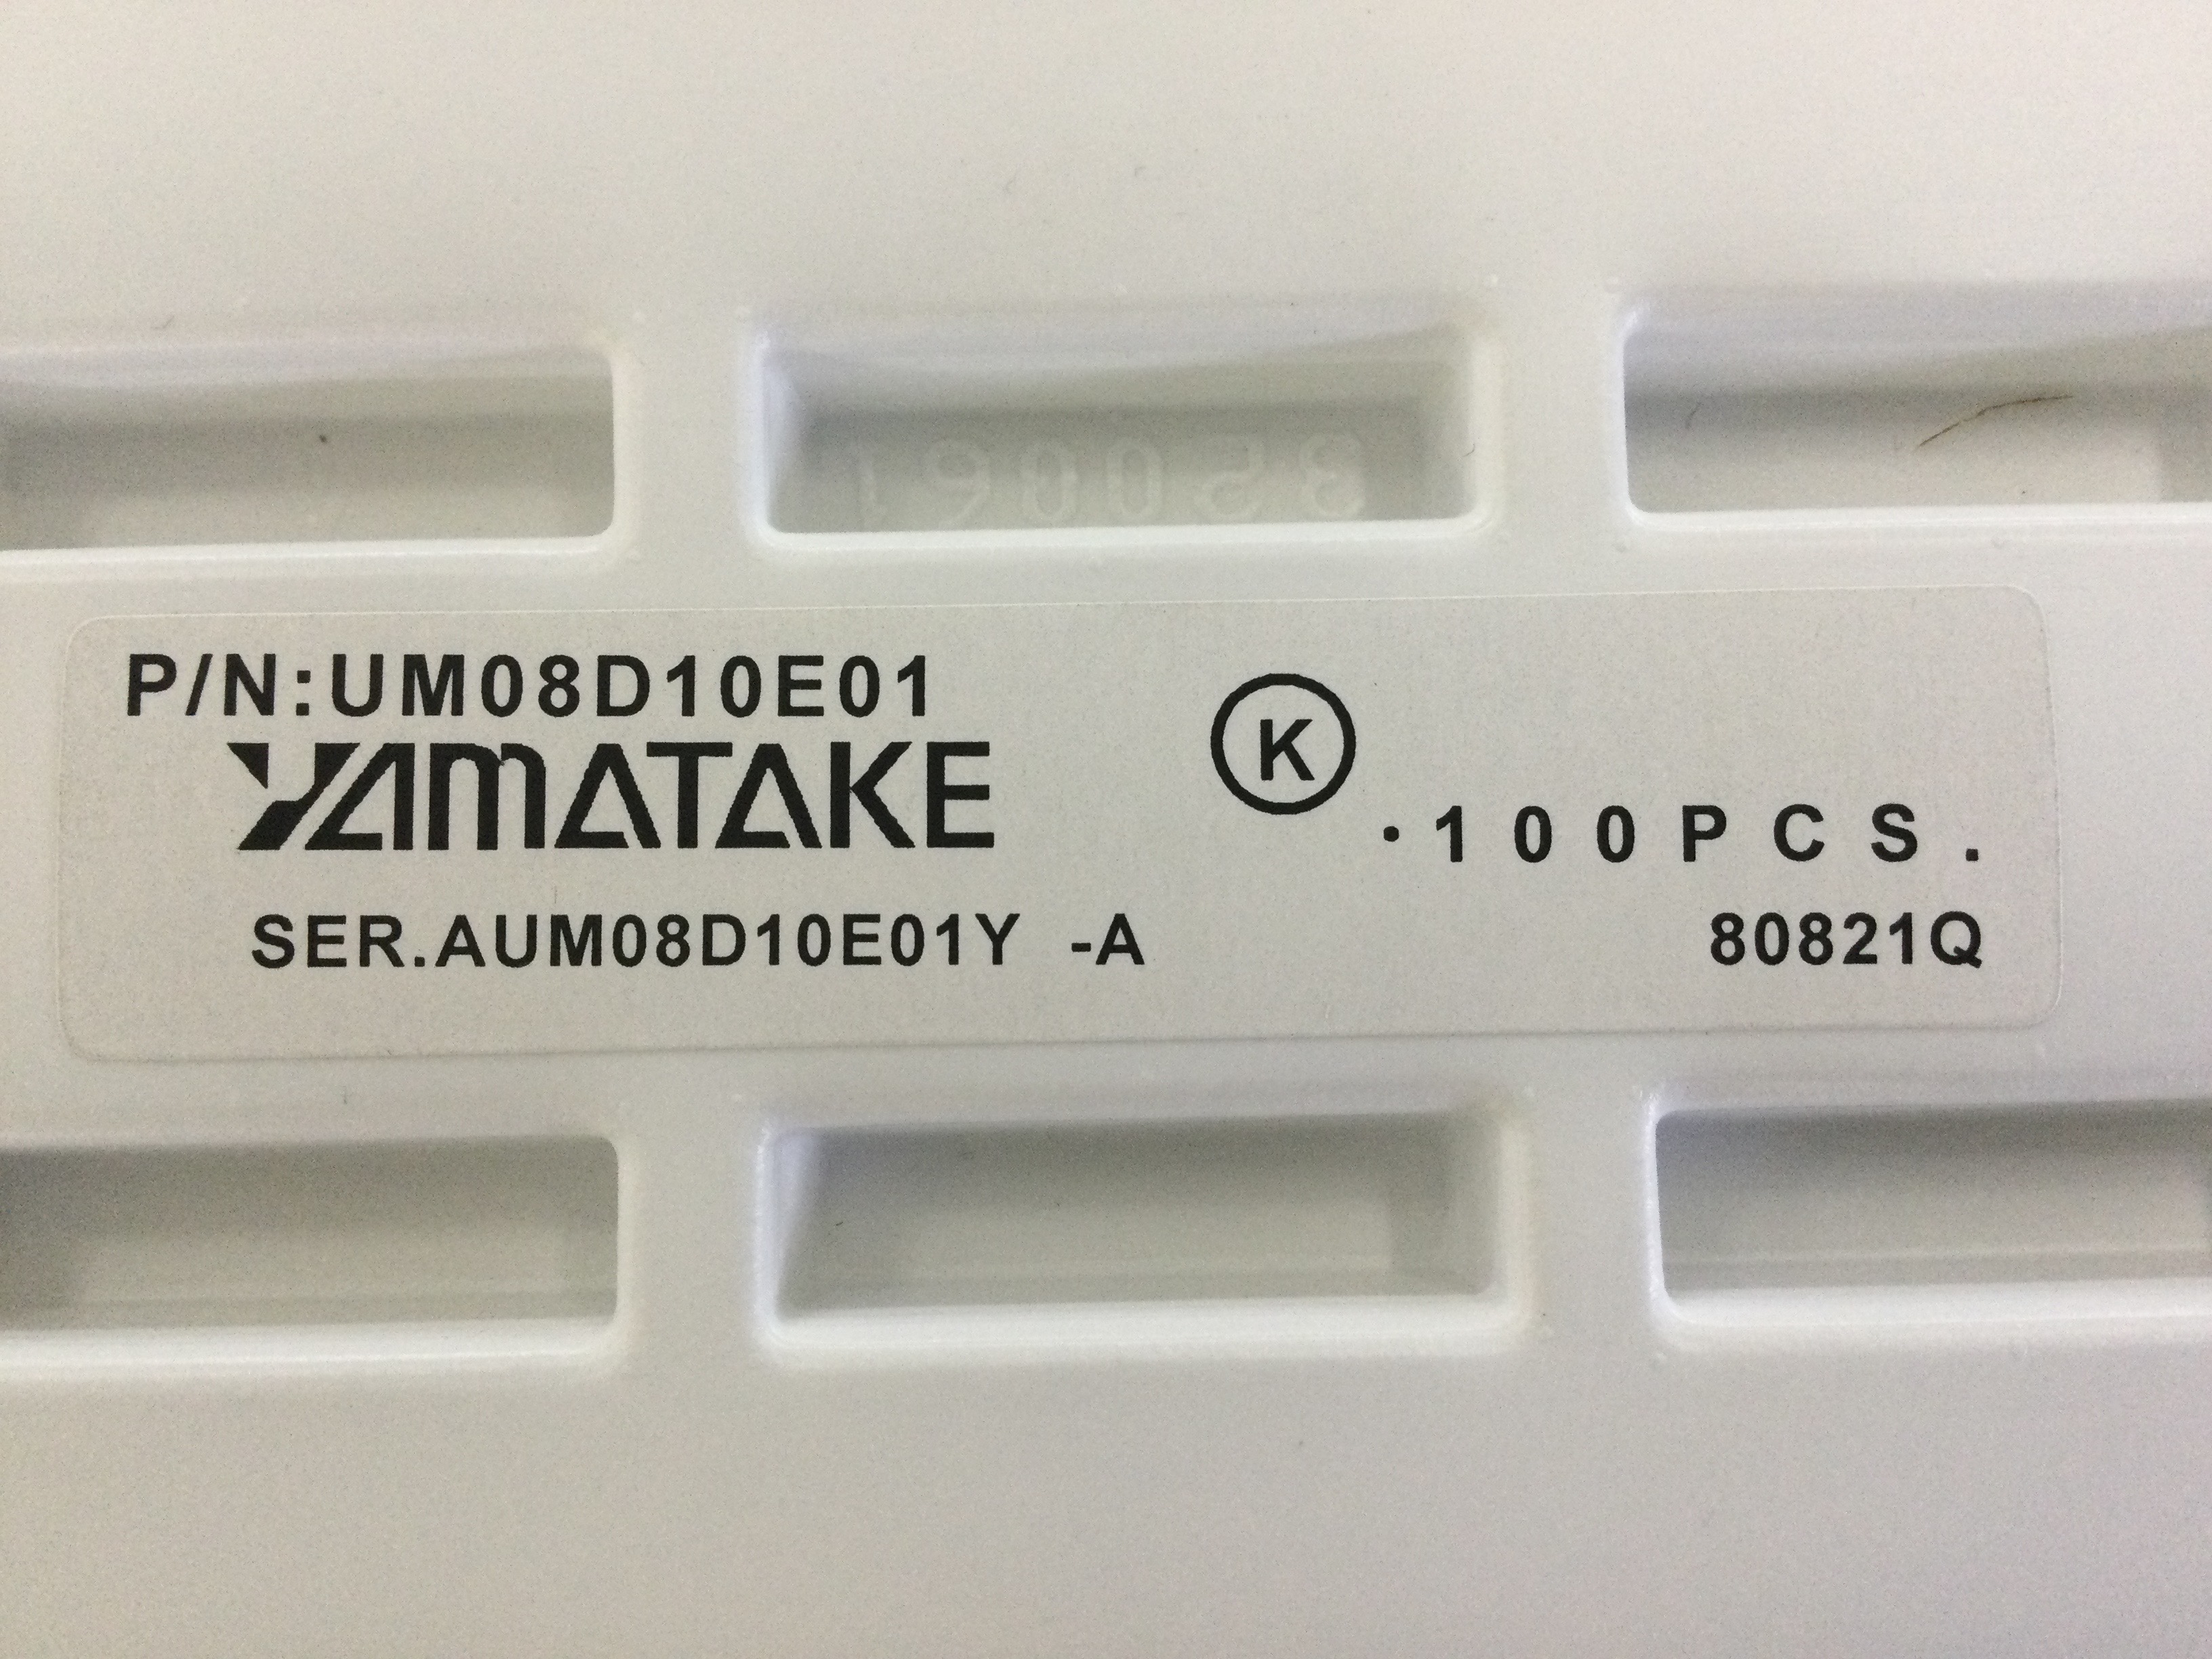 P/N:UM08D10E01
YAMATAKE
K
·100PCS.
SER.AUM08D10E01Y -A
80821Q